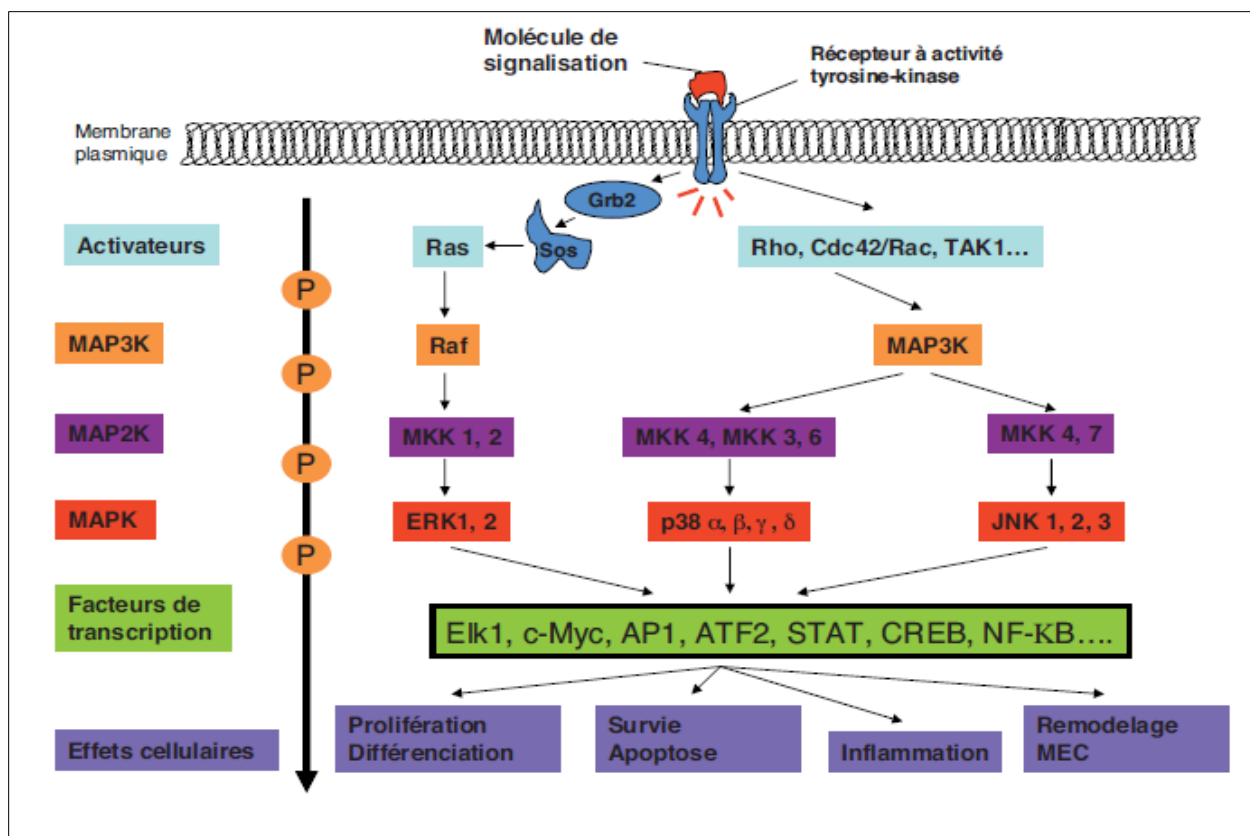 Molécule de
signalisation
Récepteur à activité
tyrosine-kinase
Membrane
plasmique
Grb2
Activateurs
Ras
Sos
Rho, Cdc42/Rac, TAK1...
P
MAP3K
Raf
MAP3K
P
MAP2K
MKK 1, 2
MKK 4, MKK 3, 6
MKK 4, 7
P
MAPK
ERK1, 2
p38 α, β, γ , δ
JNK 1, 2, 3
P
Facteurs de
transcription
Elk1, c-Myc, AP1, ATF2, STAT, CREB, NF-KB....
Effets cellulaires
Prolifération
Différenciation
Survie
Apoptose
Inflammation
Remodelage
MEC